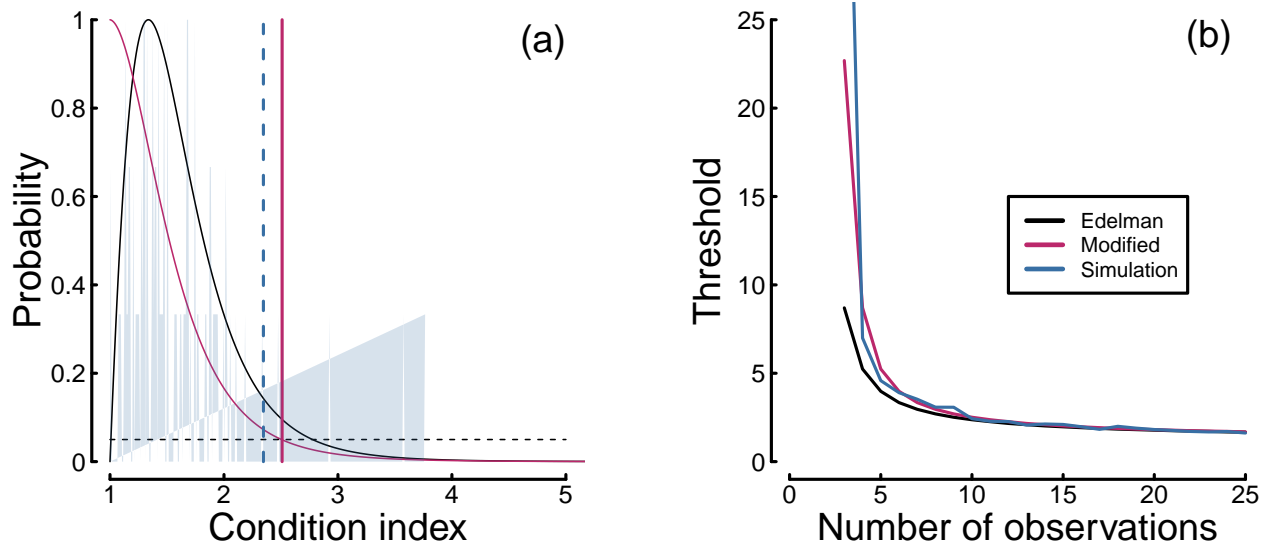 (a)
Probability
1
0.8
0.6
0.4
0.2
0
1 2 3 4 5
Condition index
(b)
Threshold
25
20
15
10
5
0
Edelman
Modified
Simulation
0 5 10 15 20 25
Number of observations